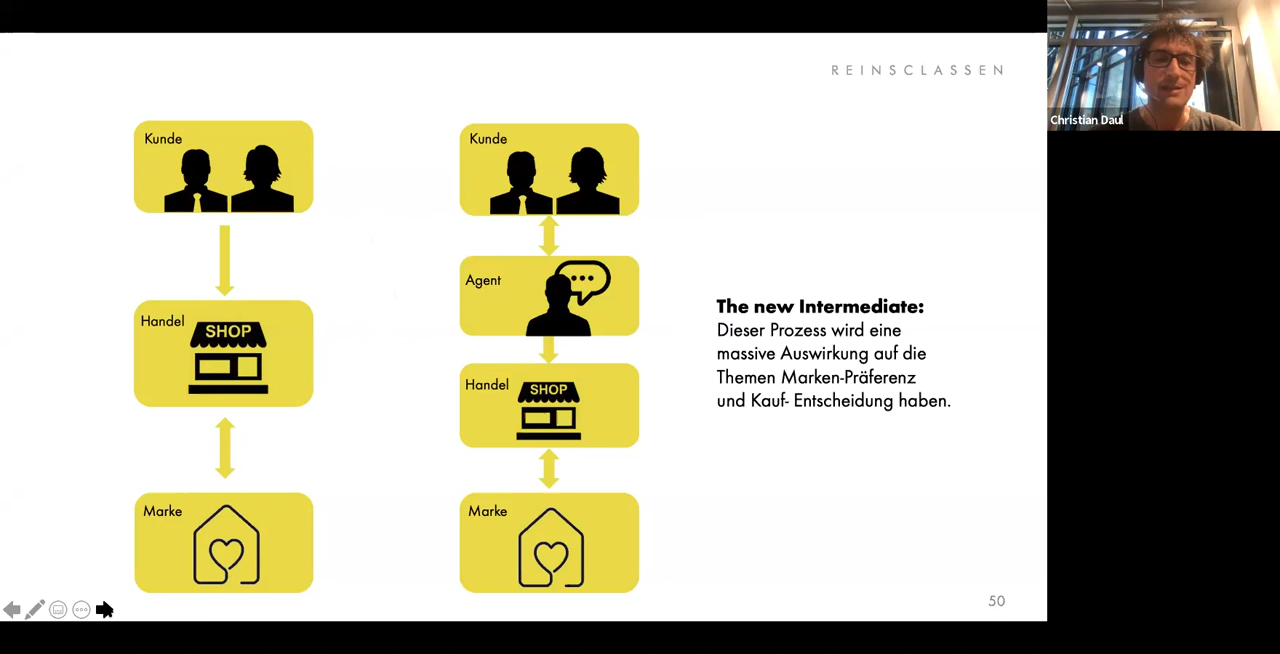 REINSCLASSEN
Christian Daul
Kunde
Kunde
Agent
Handel
SHOP
Handel
SHOP
The new Intermediate:
Dieser Prozess wird eine
massive Auswirkung auf die
Themen Marken-Präferenz
und Kauf- Entscheidung haben.
Marke
Marke
50